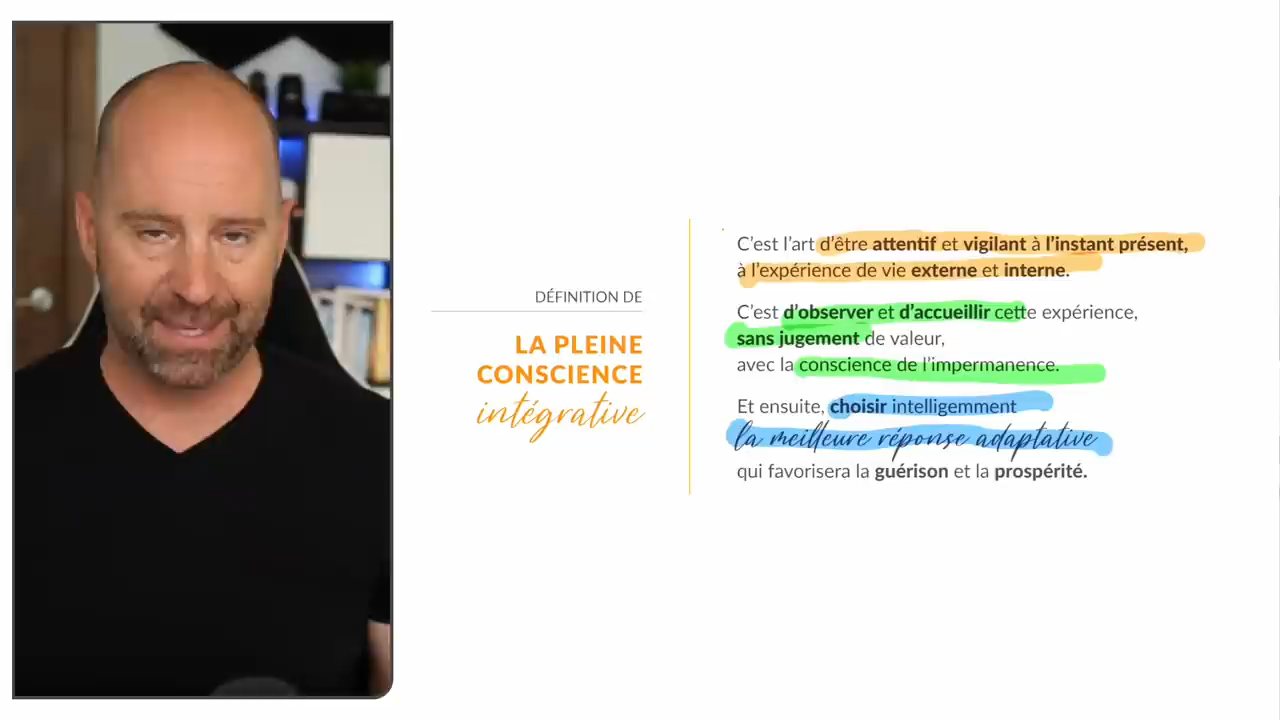 DÉFINITION DE
LA PLEINE
CONSCIENCE
intégrative
C’est l’art d’être attentif et vigilant à l’instant présent,
à l’expérience de vie externe et interne.
C’est d’observer et d’accueillir cette expérience,
sans jugement de valeur,
avec la conscience de l’impermanence.
Et ensuite, choisir intelligemment
la meilleure réponse adaptative
qui favorisera la guérison et la prospérité.